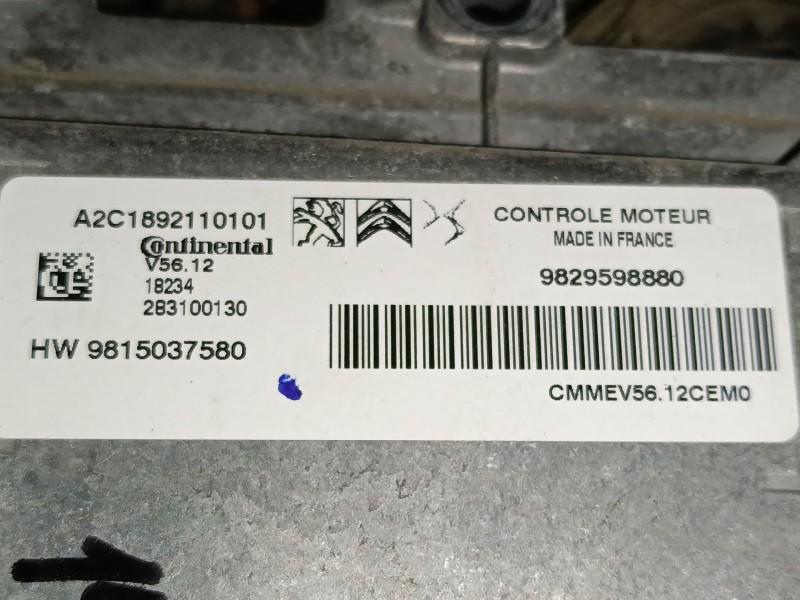 A2C1892110101
Continental
V56.12
18234
283100130
HW 9815037580
CONTROLE MOTEUR
MADE IN FRANCE
9829598880
CMMEV56.12CEM0